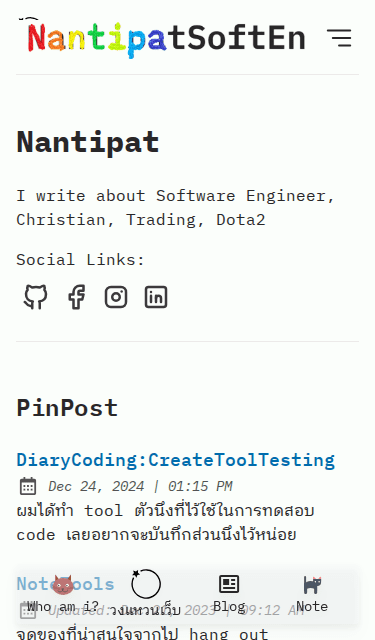 NantipatSoftEn
Nantipat
I write about Software Engineer,
Christian, Trading, Dota2
Social Links:
PinPost
DiaryCoding:CreateToolTesting
Dec 24, 2024 | 01:15 PM
ผมได้ทำ tool ตัวนึงที่ไว้ใช้ในการทดสอบ
code เลยอยากจะบันทึกส่วนนึงไว้หน่อย
Note Tools
Updated: 2023 | 09:12 AM
Who am i?
วงแหวนเว็บ
Blog
Note
จุดของที่น่าสนใจจากไป hang out